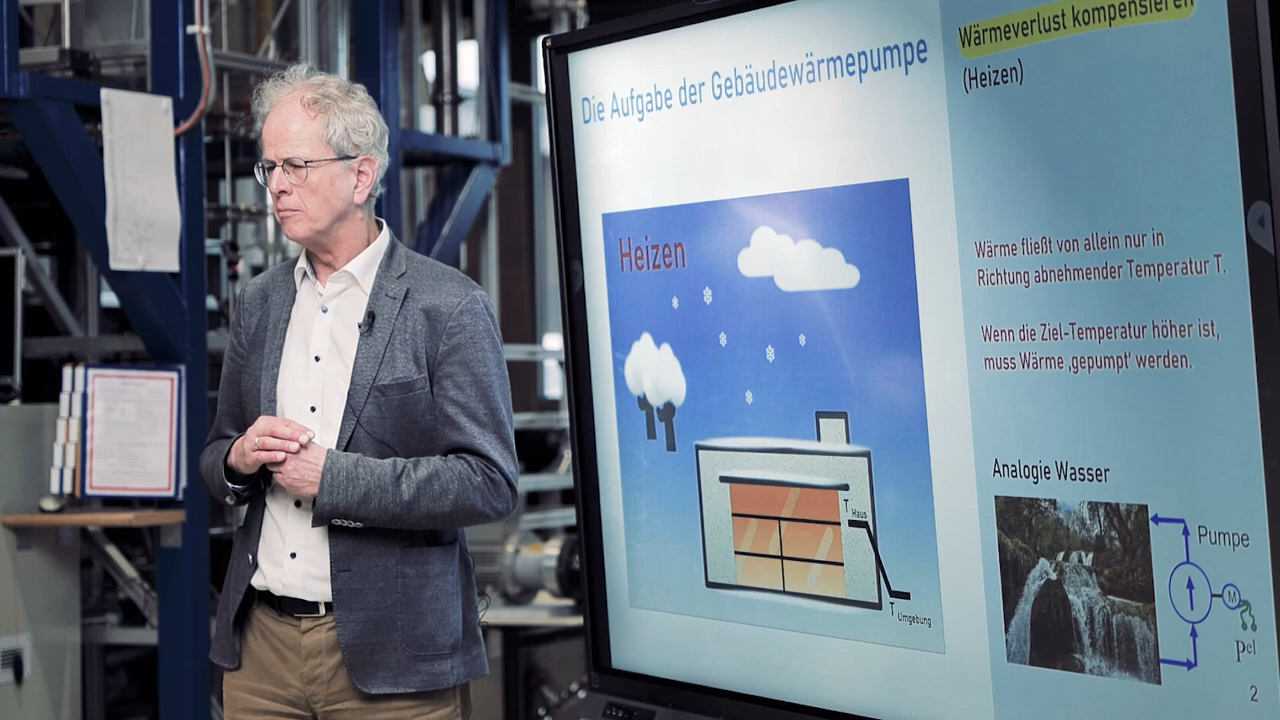 Die Aufgabe der Gebäudewärmepumpe
Heizen
T Haus
T Umgebung
Wärmeverlust kompensieren
(Heizen)
Wärme fließt von allein nur in
Richtung abnehmender Temperatur T.
Wenn die Ziel-Temperatur höher ist,
muss Wärme ‚gepumpt' werden.
Analogie Wasser
Pumpe
M
Pel
2